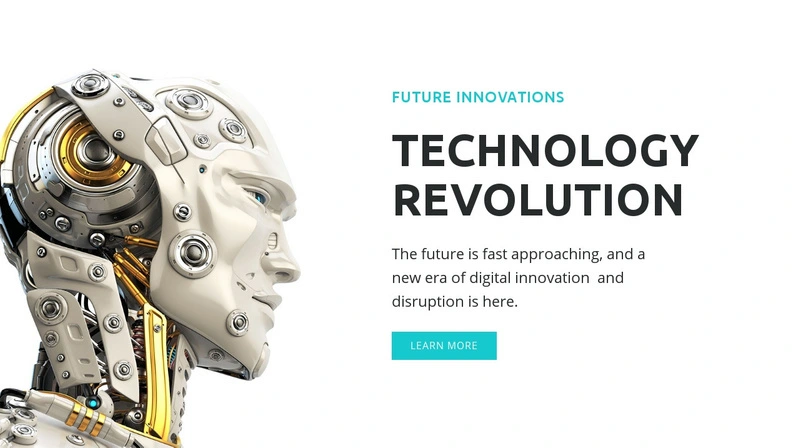 FUTURE INNOVATIONS
TECHNOLOGY
REVOLUTION
The future is fast approaching, and a
new era of digital innovation  and
disruption is here.
LEARN MORE